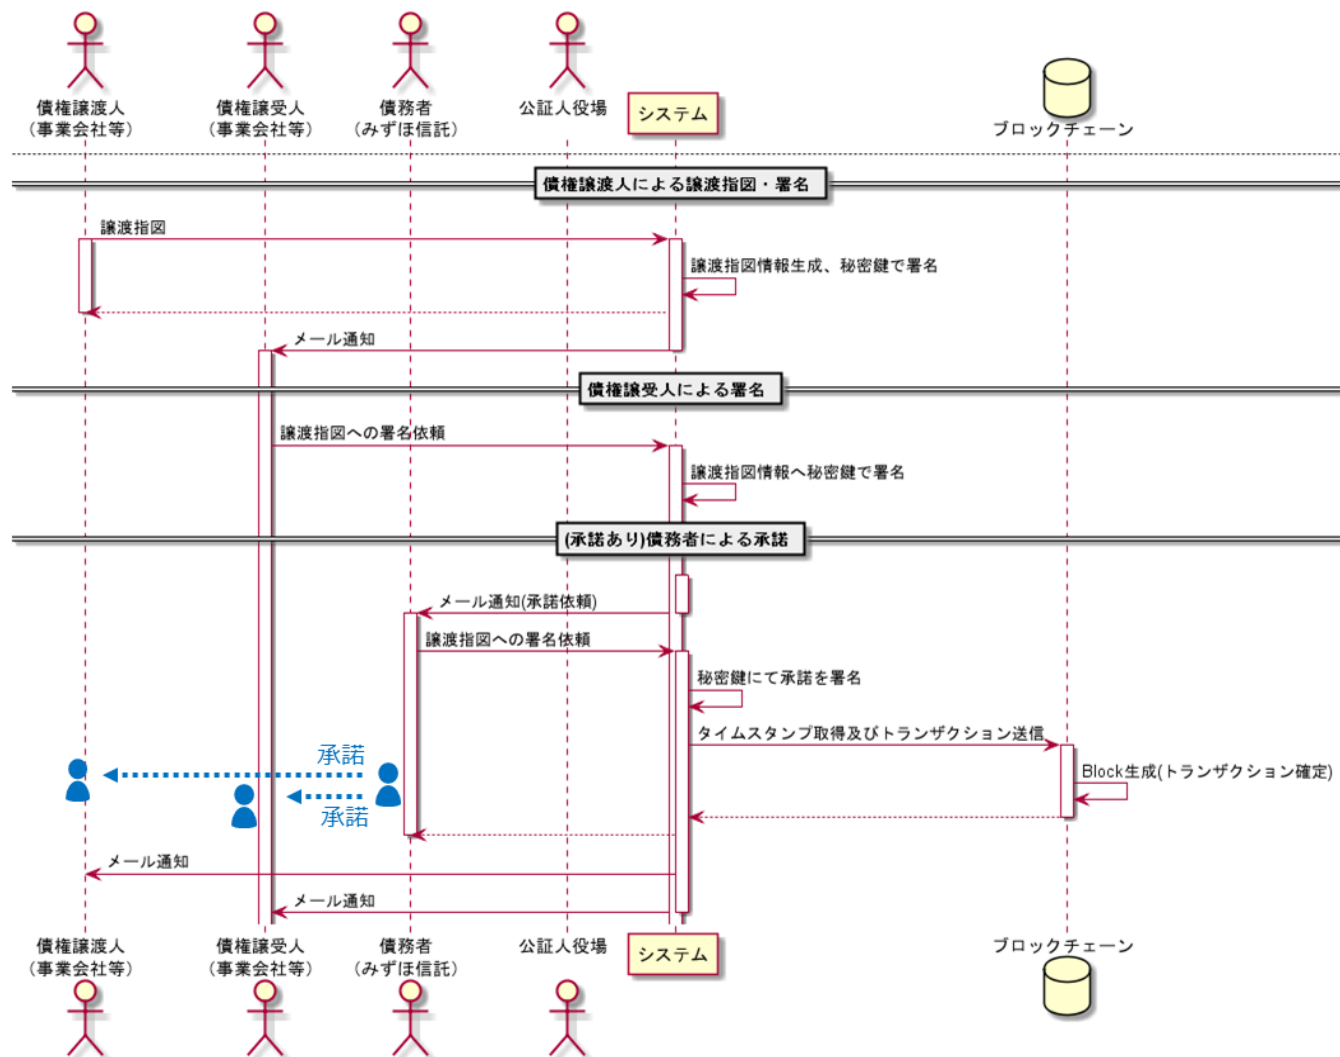 債権譲渡人
（事業会社等）
債権譲受人
（事業会社等）
債務者
（みずほ信託）
公証人役場
システム
ブロックチェーン
債権譲渡人による譲渡指図・署名
譲渡指図
譲渡指図情報生成、秘密鍵で署名
メール通知
債権譲受人による署名
譲渡指図への署名依頼
譲渡指図情報へ秘密鍵で署名
(承諾あり)債務者による承諾
メール通知(承諾依頼)
譲渡指図への署名依頼
秘密鍵にて承諾を署名
タイムスタンプ取得及びトランザクション送信
承諾
Block生成(トランザクション確定)
承諾
メール通知
メール通知
債権譲渡人
（事業会社等）
債権譲受人
（事業会社等）
債務者
（みずほ信託）
公証人役場
システム
ブロックチェーン